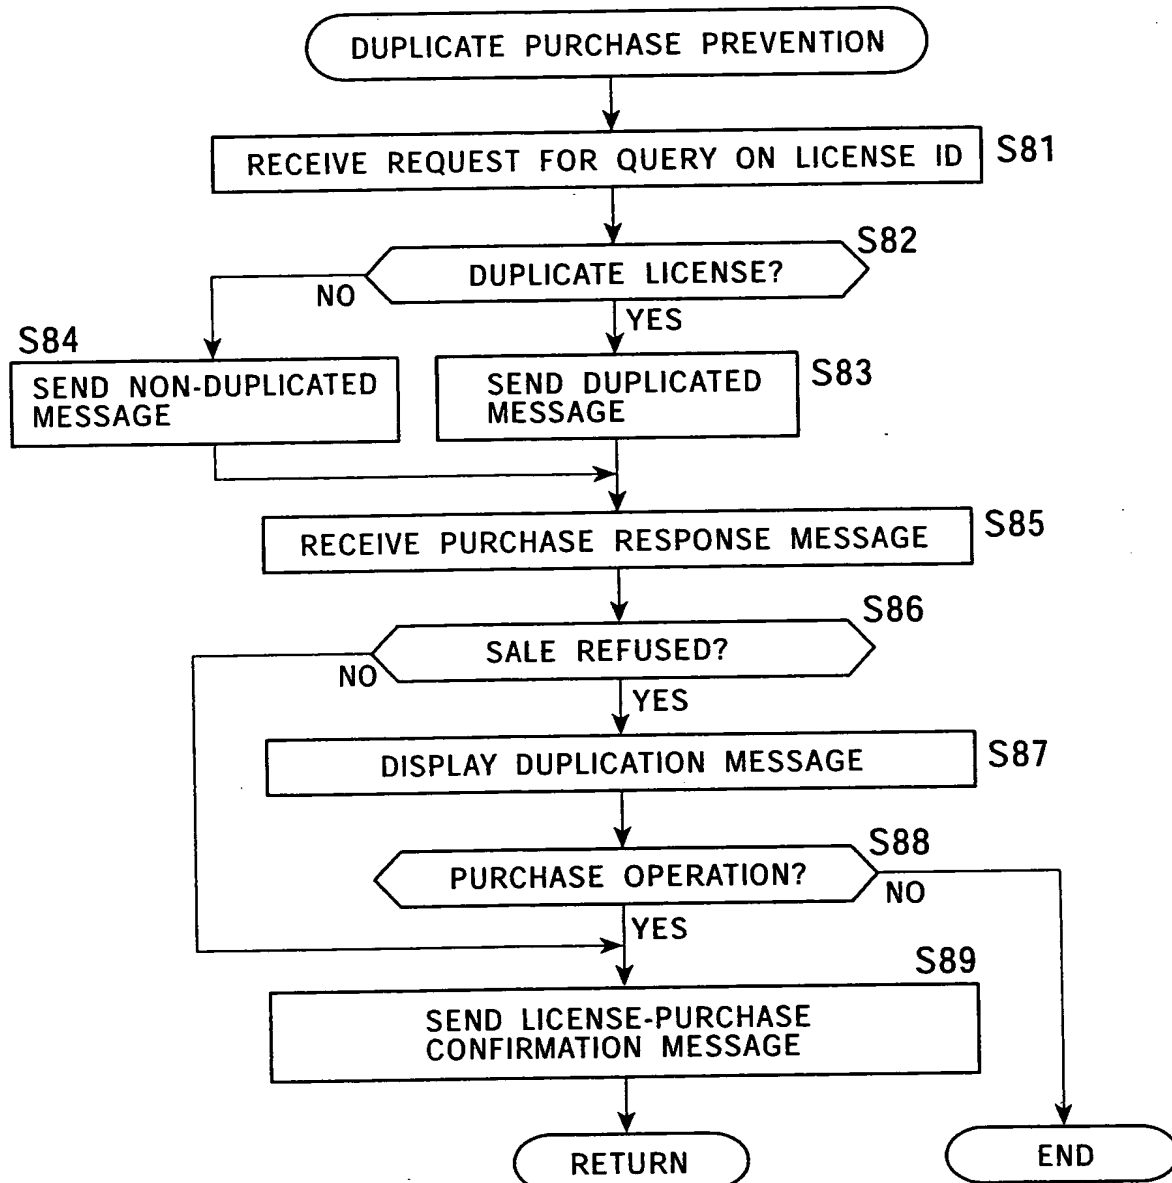 DUPLICATE PURCHASE PREVENTION
RECEIVE REQUEST FOR QUERY ON LICENSE ID
S81
S82
DUPLICATE LICENSE?
NO
YES
S84
SEND NON-DUPLICATED
MESSAGE
SEND DUPLICATED
MESSAGE
S83
RECEIVE PURCHASE RESPONSE MESSAGE
S85
S86
SALE REFUSED?
NO
YES
DISPLAY DUPLICATION MESSAGE
S87
S88
PURCHASE OPERATION?
NO
YES
S89
SEND LICENSE-PURCHASE
CONFIRMATION MESSAGE
RETURN
END